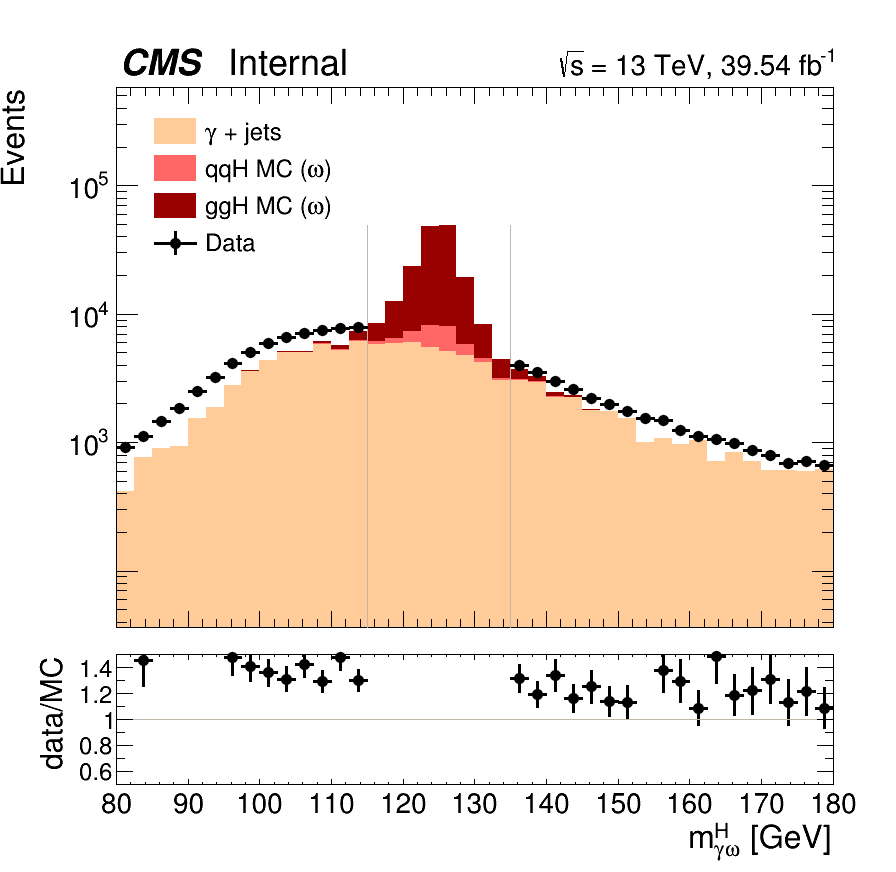 CMS Internal
√s = 13 TeV, 39.54 fb⁻¹
Events
γ + jets
qqH MC (ω)
ggH MC (ω)
Data
10⁵
10⁴
10³
data/MC
1.4
1.2
1
0.8
0.6
80 90 100 110 120 130 140 150 160 170 180
m^H_γω [GeV]